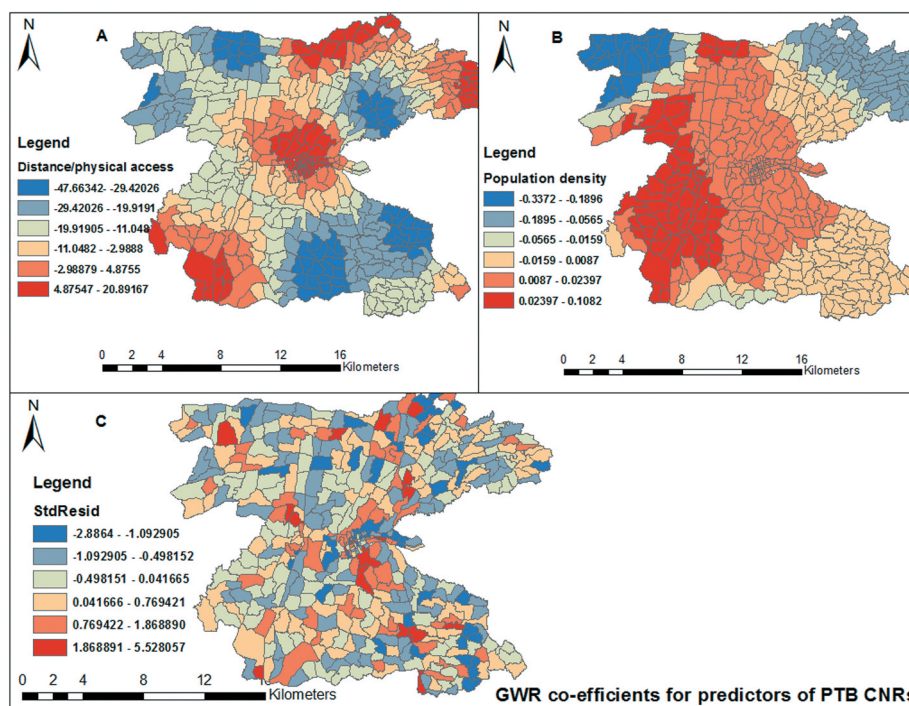 N
A
Legend
Distance/physical access
-47.66342- -29.42026
-29.42026 -19.9191
-19.91905 --11.048
-11.0482 --2.9888
-2.98879 - 4.8755
4.87547 - 20.89167
0 2 4 8 12 16
Kilometers
N
B
Legend
Population density
-0.3372 - -0.1896
-0.1895 - -0.0565
-0.0565 - -0.0159
-0.0159 - 0.0087
0.0087 - 0.02397
0.02397 - 0.1082
0 2 4 8 12 16
Kilometers
N
C
Legend
StdResid
-2.8864 - -1.092905
-1.092905 - -0.498152
-0.498151 - 0.041665
0.041666 - 0.769421
0.769422 - 1.868890
1.868891 - 5.528057
0 2 4 8 12
Kilometers
GWR co-efficients for predictors of PTB CNRs